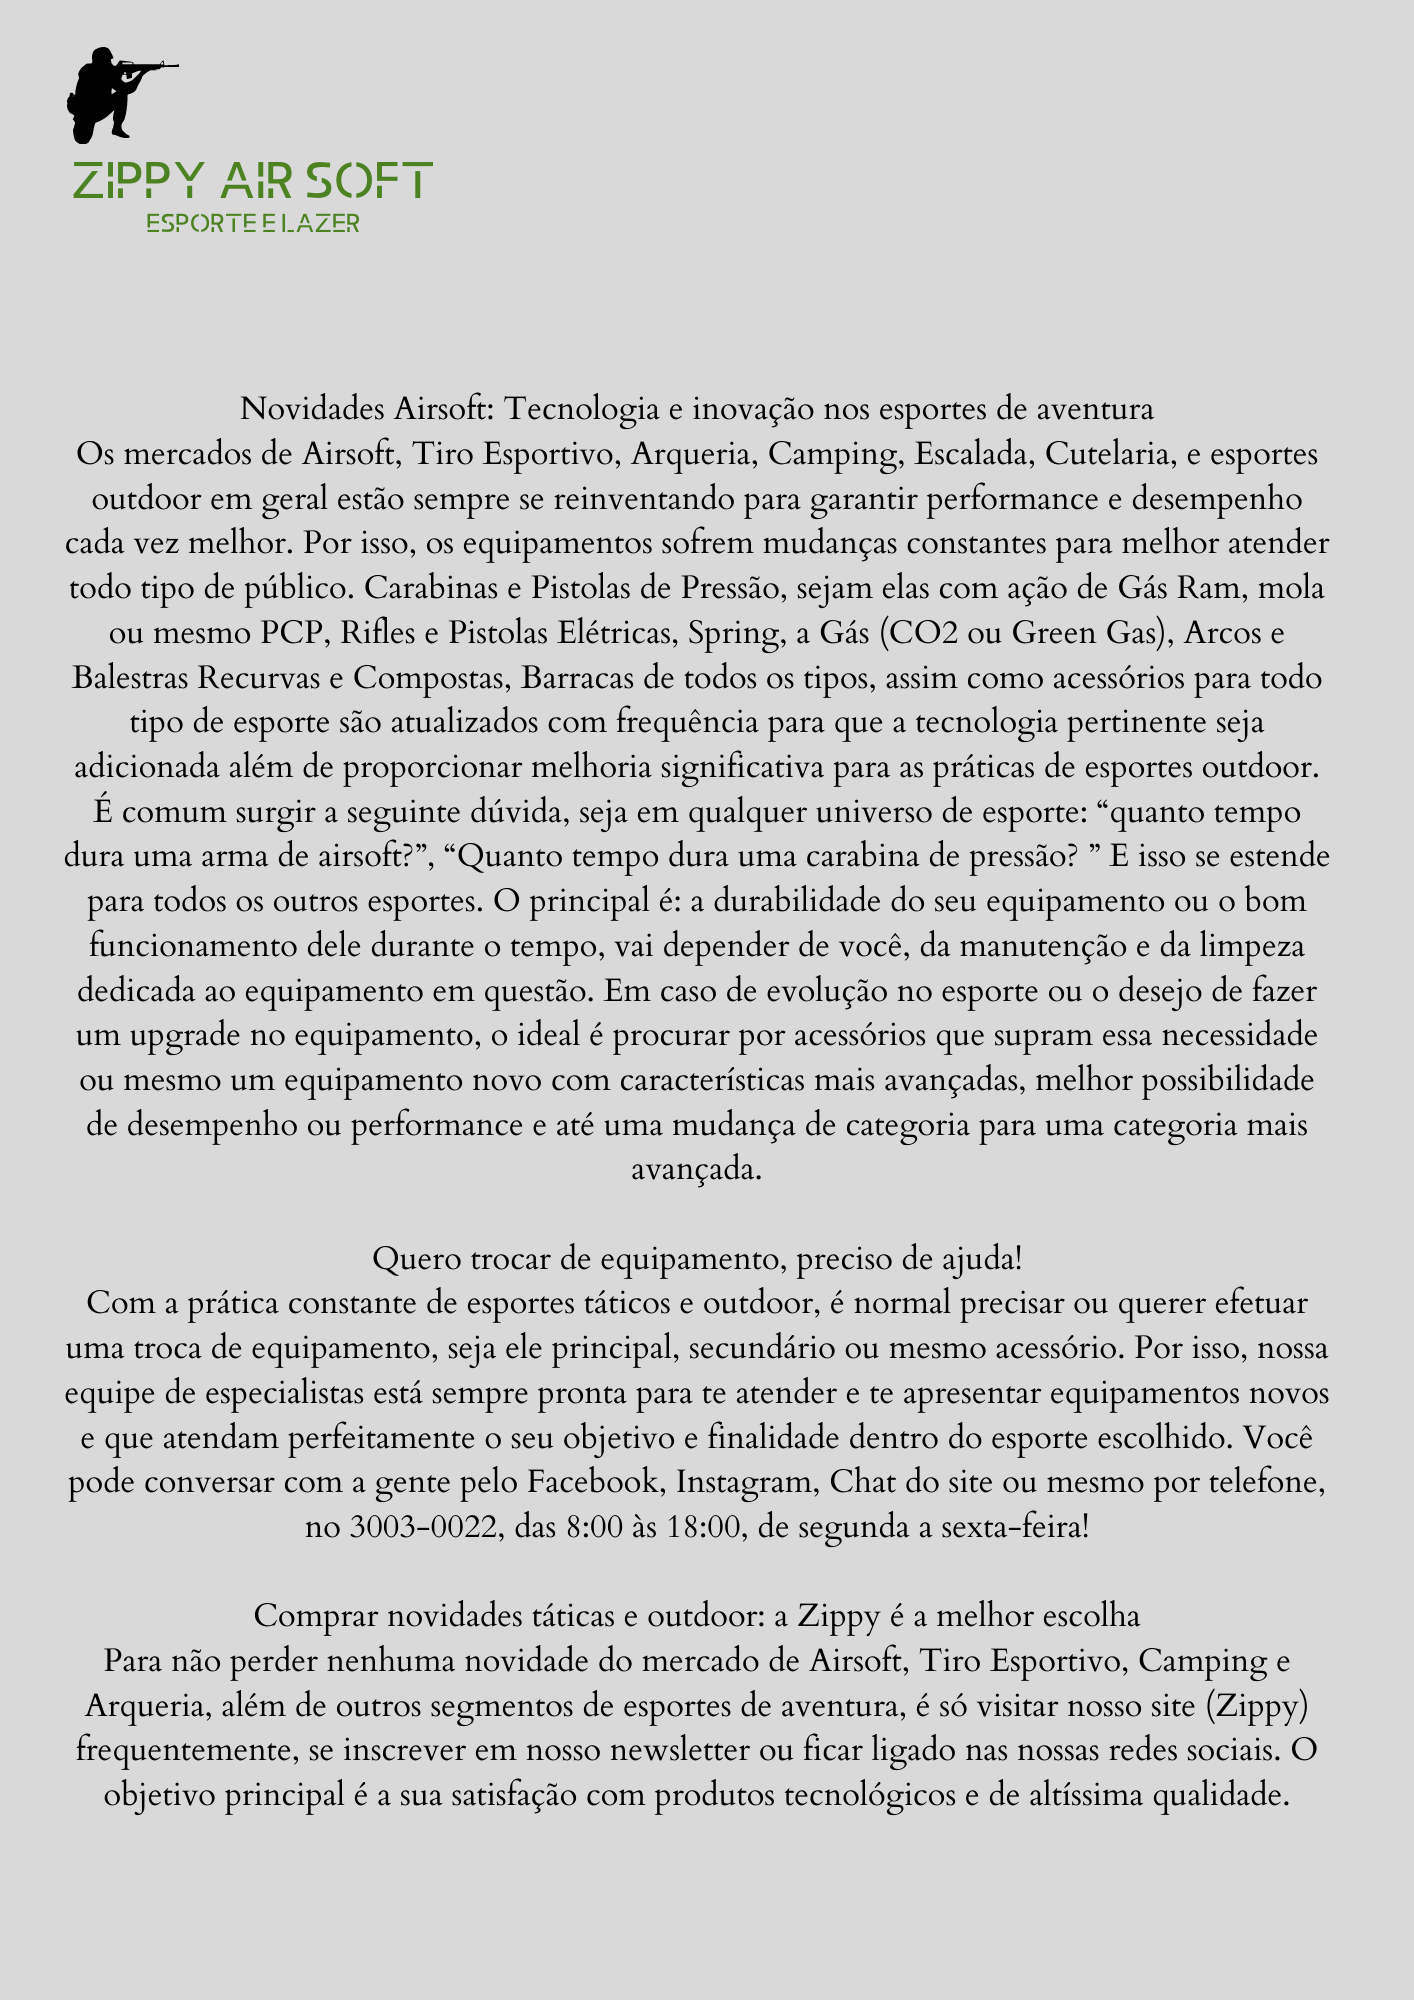 ZIPPY AIR SOFT
ESPORTE E LAZER
Novidades Airsoft: Tecnologia e inovação nos esportes de aventura
Os mercados de Airsoft, Tiro Esportivo, Arqueria, Camping, Escalada, Cutelaria, e esportes
outdoor em geral estão sempre se reinventando para garantir performance e desempenho
cada vez melhor. Por isso, os equipamentos sofrem mudanças constantes para melhor atender
todo tipo de público. Carabinas e Pistolas de Pressão, sejam elas com ação de Gás Ram, mola
ou mesmo PCP, Rifles e Pistolas Elétricas, Spring, a Gás (CO2 ou Green Gas), Arcos e
Balestras Recurvas e Compostas, Barracas de todos os tipos, assim como acessórios para todo
tipo de esporte são atualizados com frequência para que a tecnologia pertinente seja
adicionada além de proporcionar melhoria significativa para as práticas de esportes outdoor.
É comum surgir a seguinte dúvida, seja em qualquer universo de esporte: “quanto tempo
dura uma arma de airsoft?”, “Quanto tempo dura uma carabina de pressão? ” E isso se estende
para todos os outros esportes. O principal é: a durabilidade do seu equipamento ou o bom
funcionamento dele durante o tempo, vai depender de você, da manutenção e da limpeza
dedicada ao equipamento em questão. Em caso de evolução no esporte ou o desejo de fazer
um upgrade no equipamento, o ideal é procurar por acessórios que supram essa necessidade
ou mesmo um equipamento novo com características mais avançadas, melhor possibilidade
de desempenho ou performance e até uma mudança de categoria para uma categoria mais
avançada.
Quero trocar de equipamento, preciso de ajuda!
Com a prática constante de esportes táticos e outdoor, é normal precisar ou querer efetuar
uma troca de equipamento, seja ele principal, secundário ou mesmo acessório. Por isso, nossa
equipe de especialistas está sempre pronta para te atender e te apresentar equipamentos novos
e que atendam perfeitamente o seu objetivo e finalidade dentro do esporte escolhido. Você
pode conversar com a gente pelo Facebook, Instagram, Chat do site ou mesmo por telefone,
no 3003-0022, das 8:00 às 18:00, de segunda a sexta-feira!
Comprar novidades táticas e outdoor: a Zippy é a melhor escolha
Para não perder nenhuma novidade do mercado de Airsoft, Tiro Esportivo, Camping e
Arqueria, além de outros segmentos de esportes de aventura, é só visitar nosso site (Zippy)
frequentemente, se inscrever em nosso newsletter ou ficar ligado nas nossas redes sociais. O
objetivo principal é a sua satisfação com produtos tecnológicos e de altíssima qualidade.